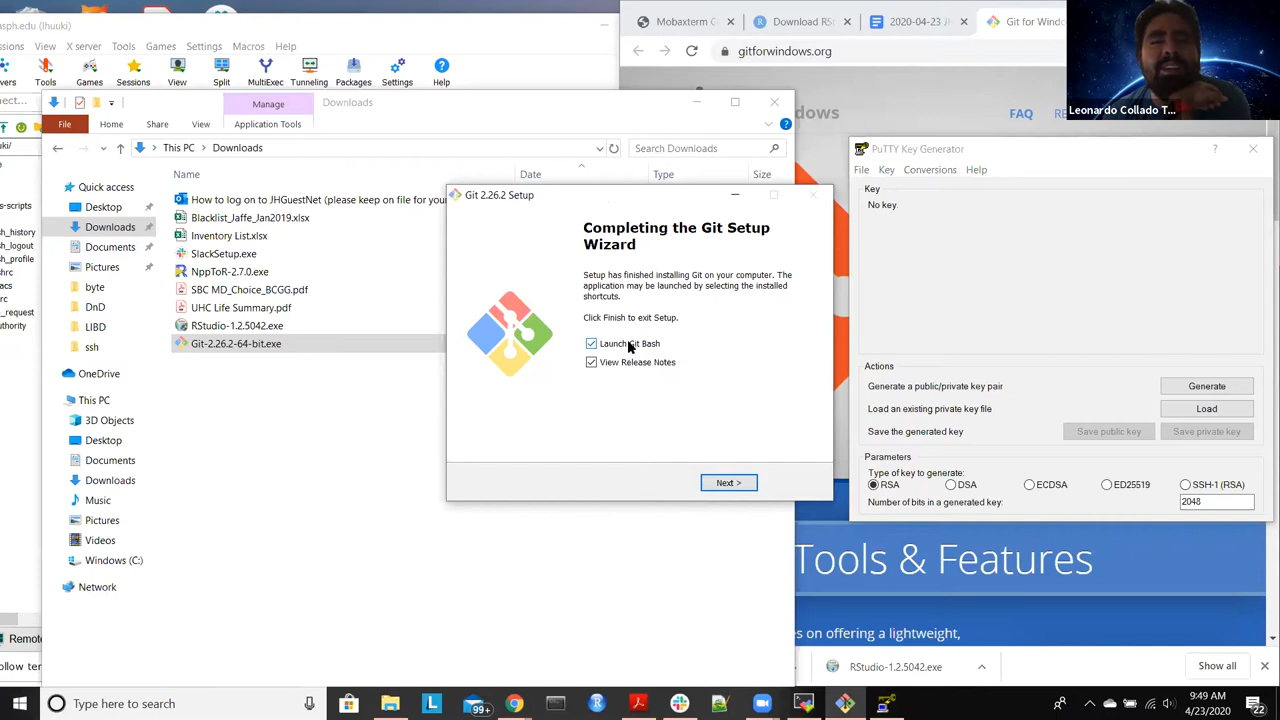 asph.edu (lhuuki)
ssions View X server Tools Games Settings Macros Help
vers Tools Games Sessions View Split MultiExec Tunneling Packages Settings Help
Mobaxterm G
Download RSt
2020-04-23 JH
Git for Windo
gitforwindows.org
FAQ
RE
Leonardo Collado T...
Manage
Downloads
File Home Share View Application Tools
This PC Downloads
Search Downloads
Name Date Type Size
Quick access
Desktop
Downloads
Documents
Pictures
byte
DnD
LIBD
ssh
OneDrive
This PC
3D Objects
Desktop
Documents
Downloads
Music
Pictures
Videos
Windows (C:)
Network
How to log on to JHGuestNet (please keep on file for your
Blacklist_Jaffe_Jan2019.xlsx
Inventory List.xlsx
SlackSetup.exe
NppToR-2.7.0.exe
SBC MD_Choice_BCGG.pdf
UHC Life Summary.pdf
RStudio-1.2.5042.exe
Git-2.26.2-64-bit.exe
Git 2.26.2 Setup
Completing the Git Setup
Wizard
Setup has finished installing Git on your computer. The
application may be launched by selecting the installed
shortcuts.
Click Finish to exit Setup.
Launch Git Bash
View Release Notes
Next >
PuTTY Key Generator
File Key Conversions Help
Key
No key.
Actions
Generate a public/private key pair Generate
Load an existing private key file Load
Save the generated key Save public key Save private key
Parameters
Type of key to generate:
RSA DSA ECDSA ED25519 SSH-1 (RSA)
Number of bits in a generated key: 2048
Tools & Features
es on offering a lightweight,
RStudio-1.2.5042.exe
Show all
Type here to search
99+
9:49 AM
4/23/2020
22